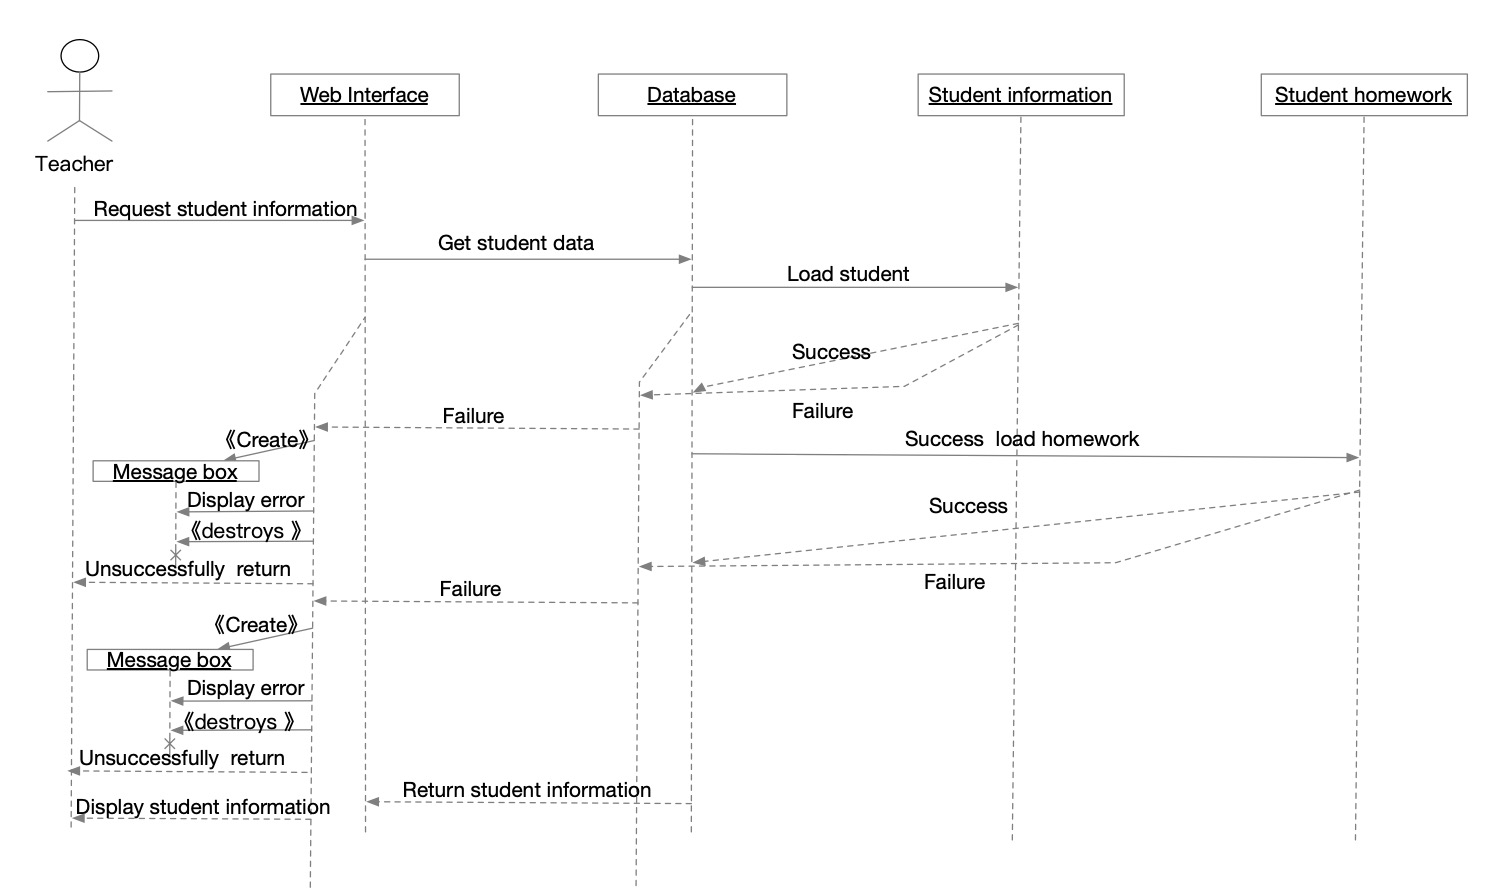 Web Interface
Database
Student information
Student homework
Teacher
Request student information
Get student data
Load student
Success
Failure
Failure
《Create》
Success  load homework
Message box
Display error
Success
《destroys 》
Unsuccessfully  return
Failure
Failure
《Create》
Message box
Display error
《destroys 》
Unsuccessfully  return
Return student information
Display student information